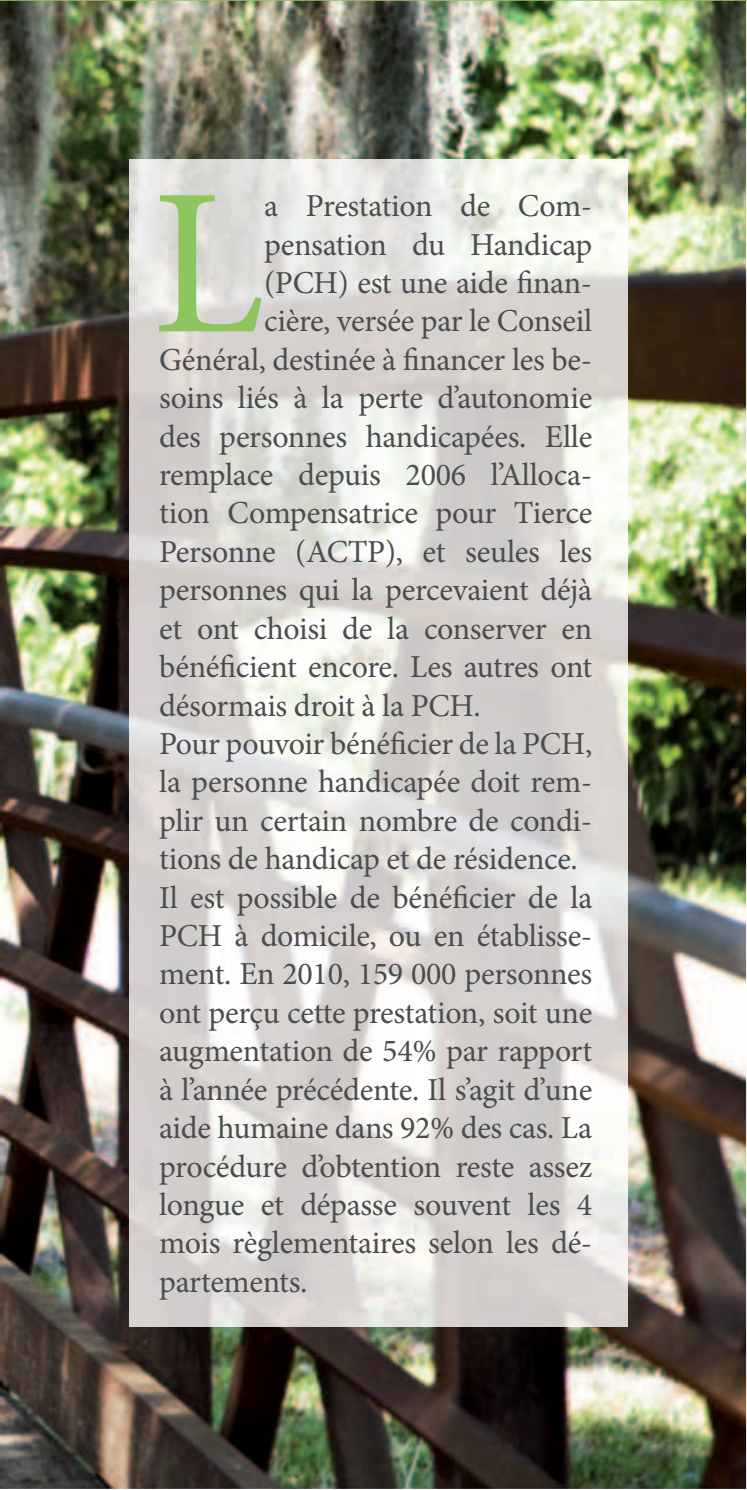 La Prestation de Com-
pensation du Handicap
(PCH) est une aide finan-
cière, versée par le Conseil
Général, destinée à financer les be-
soins liés à la perte d'autonomie
des personnes handicapées. Elle
remplace depuis 2006 l'Alloca-
tion Compensatrice pour Tierce
Personne (ACTP), et seules les
personnes qui la percevaient déjà
et ont choisi de la conserver en
bénéficient encore. Les autres ont
désormais droit à la PCH.
Pour pouvoir bénéficier de la PCH,
la personne handicapée doit rem-
plir un certain nombre de condi-
tions de handicap et de résidence.
Il est possible de bénéficier de la
PCH à domicile, ou en établisse-
ment. En 2010, 159 000 personnes
ont perçu cette prestation, soit une
augmentation de 54% par rapport
à l'année précédente. Il s'agit d'une
aide humaine dans 92% des cas. La
procédure d'obtention reste assez
longue et dépasse souvent les 4
mois règlementaires selon les dé-
partements.